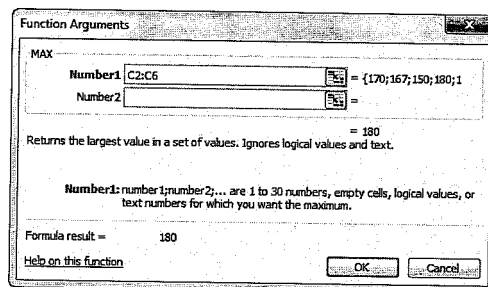 Function Arguments
MAX
Number1 C2:C6 = {170;167;150;180;1
Number2 =
= 180
Returns the largest value in a set of values. Ignores logical values and text.
Number1: number1;number2;... are 1 to 30 numbers, empty cells, logical values, or
text numbers for which you want the maximum.
Formula result = 180
Help on this function
OK Cancel